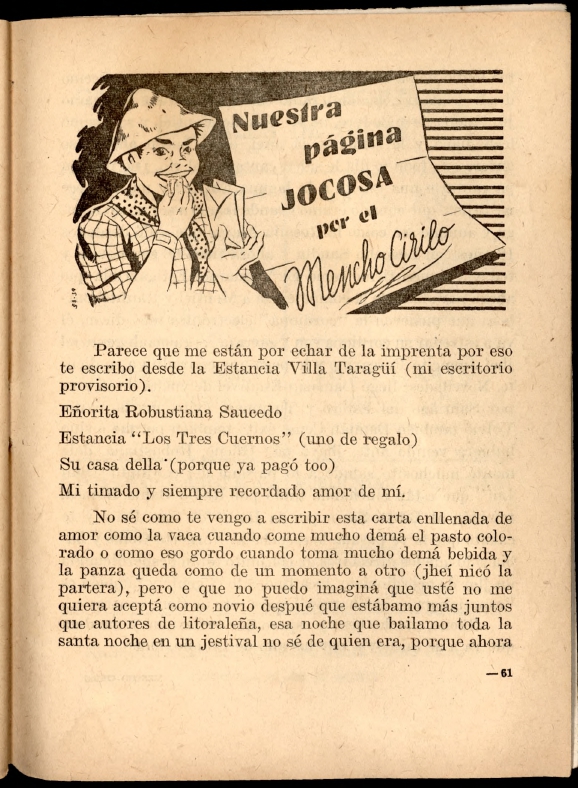 Nuestra
página
JOCOSA
por el
Mencho Cirilo
Parece que me están por echar de la imprenta por eso
te escribo desde la Estancia Villa Taragüí (mi escritorio
provisorio).
Eñorita Robustiana Saucedo
Estancia "Los Tres Cuernos" (uno de regalo)
Su casa della (porque ya pagó too)
Mi timado y siempre recordado amor de mí.
No sé como te vengo a escribir esta carta enllenada de
amor como la vaca cuando come mucho demá el pasto colo-
rado o como eso gordo cuando toma mucho demá bebida y
la panza queda como de un momento a otro (jheí nicó la
partera), pero e que no puedo imaginá que usté no me
quiera aceptá como novio despué que estábamo más juntos
que autores de litoraleña, esa noche que bailamo toda la
santa noche en un jestival no sé de quien era, porque ahora
—61